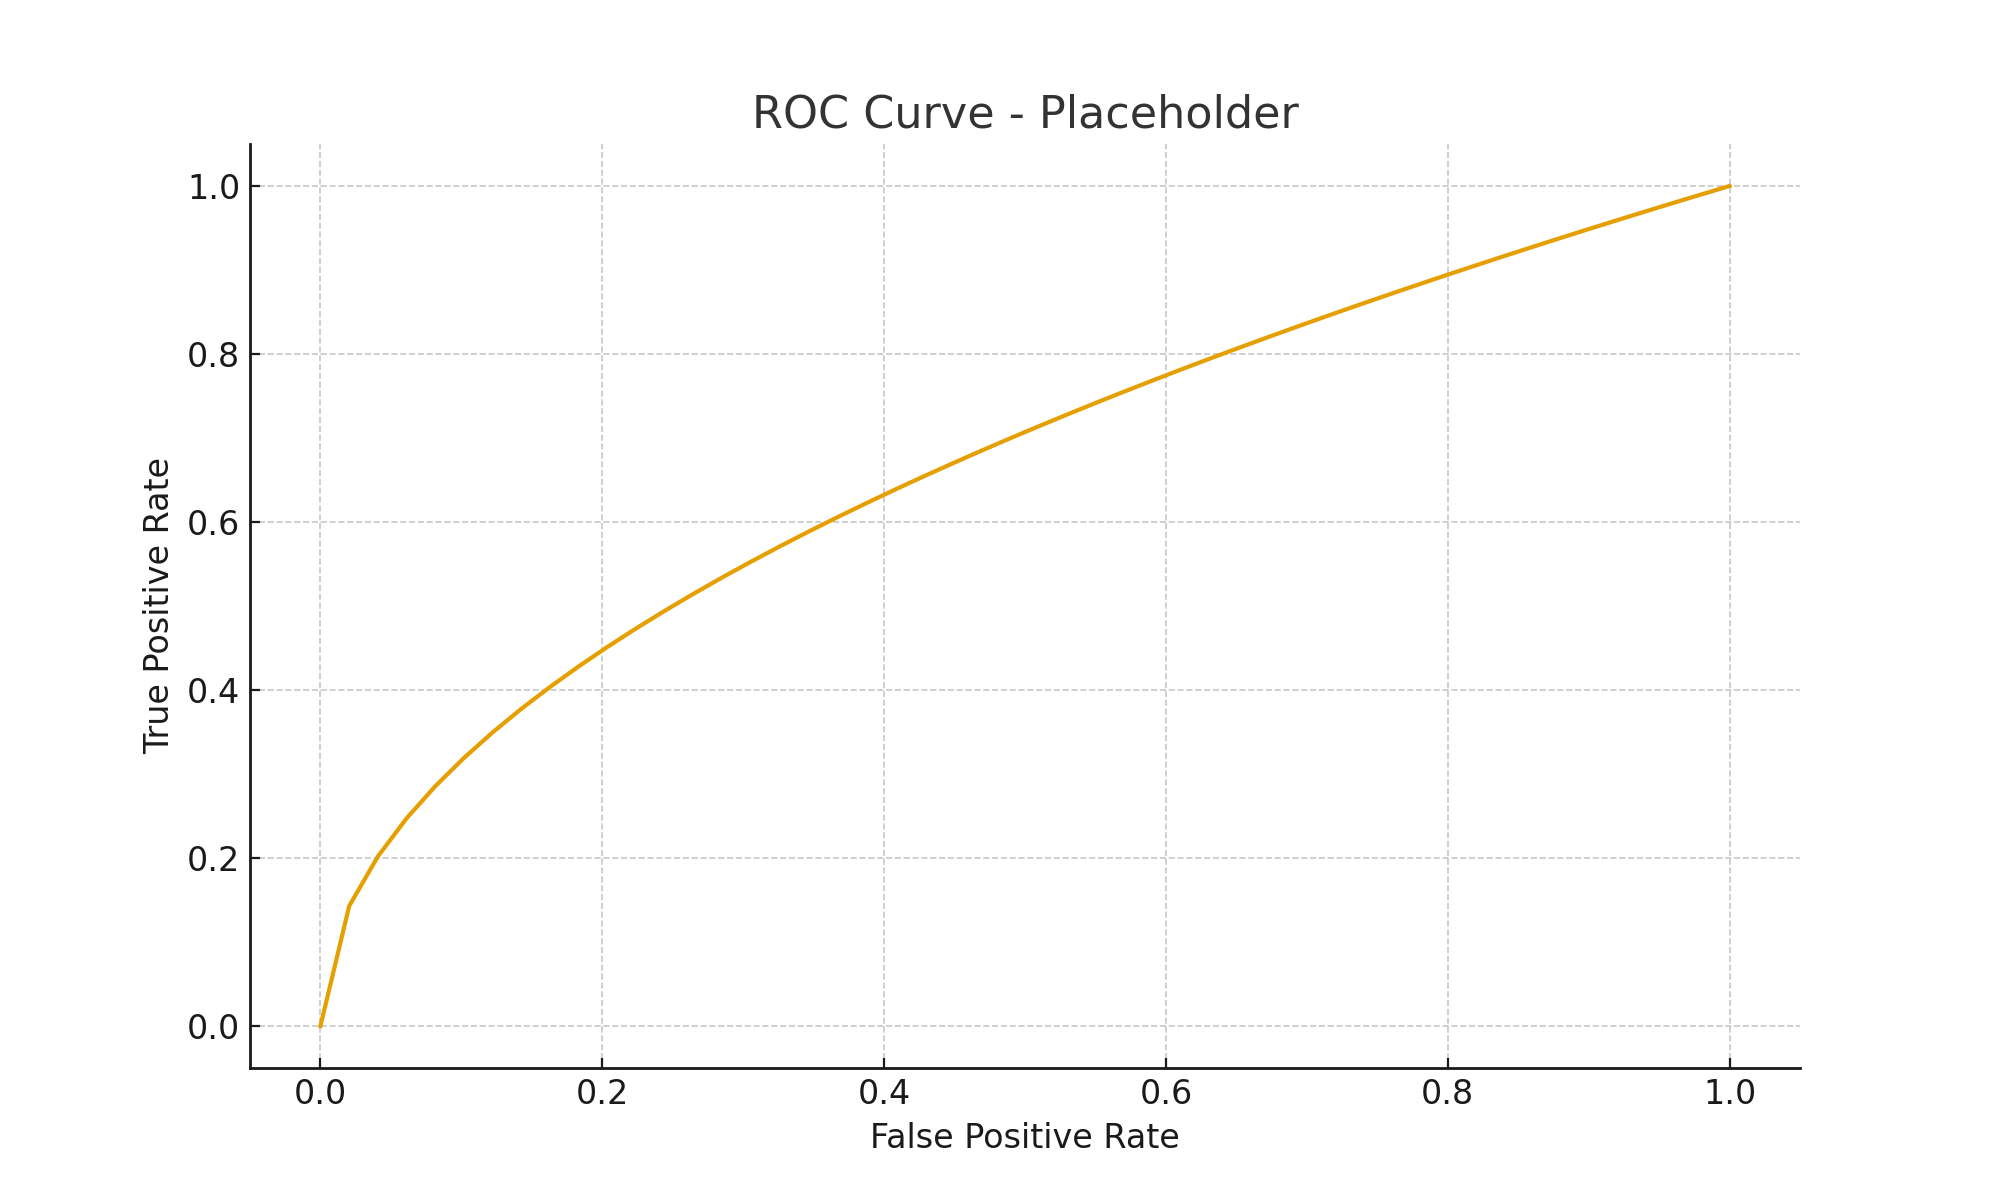 ROC Curve - Placeholder
1.0
0.8
0.6
0.4
0.2
0.0
True Positive Rate
0.0 0.2 0.4 0.6 0.8 1.0
False Positive Rate